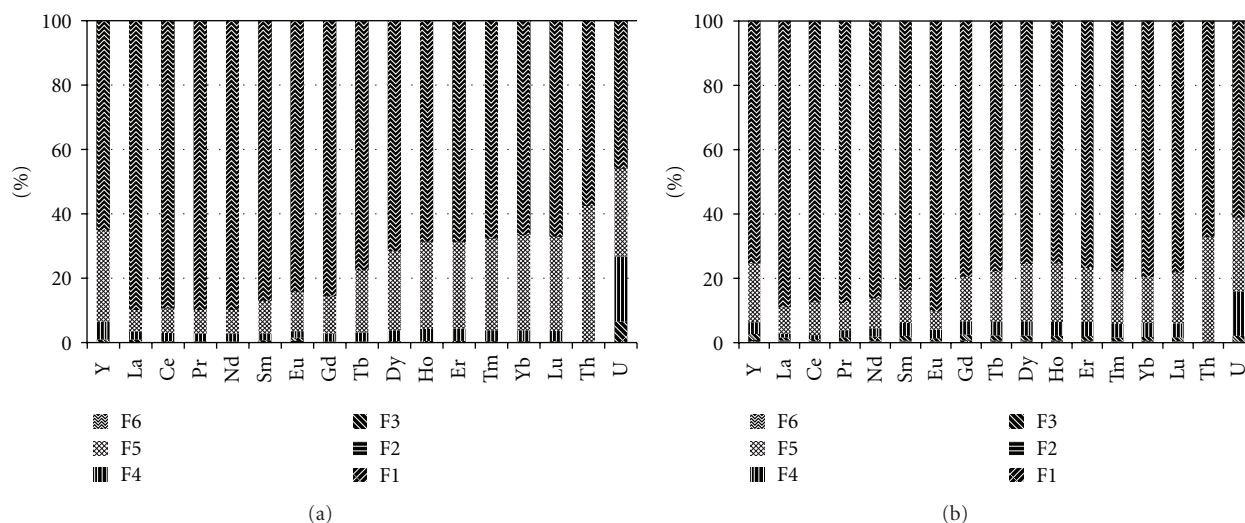 100
80
60
40
20
0
(%)
Y La Ce Pr Nd Sm Eu Gd Tb Dy Ho Er Tm Yb Lu Th U
F6 F3
F5 F2
F4 F1
(a)
100
80
60
40
20
0
(%)
Y La Ce Pr Nd Sm Eu Gd Tb Dy Ho Er Tm Yb Lu Th U
F6 F3
F5 F2
F4 F1
(b)